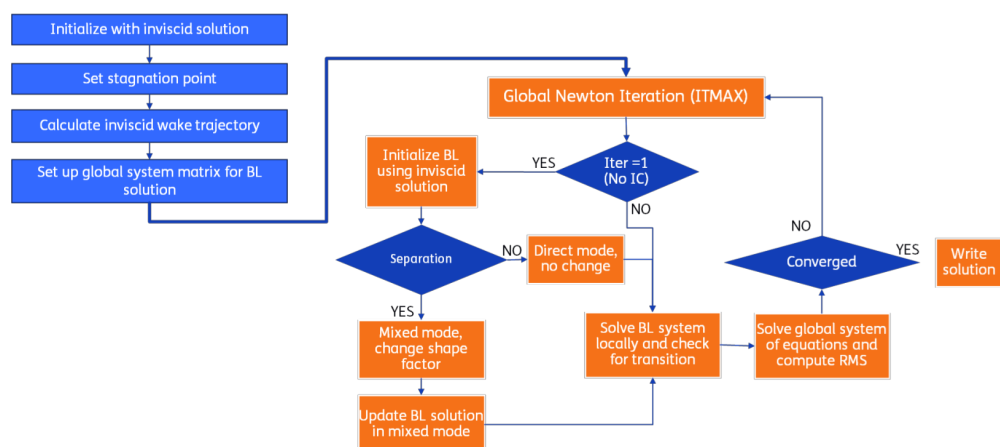 Initialize with inviscid solution
Set stagnation point
Calculate inviscid wake trajectory
Set up global system matrix for BL
solution
Global Newton Iteration (ITMAX)
Initialize BL
using inviscid
solution
YES
Iter =1
(No IC)
NO
Separation
NO
Direct mode,
no change
YES
Mixed mode,
change shape
factor
Update BL solution
in mixed mode
Solve BL system
locally and check
for transition
Solve global system
of equations and
compute RMS
NO
Converged
YES
Write
solution